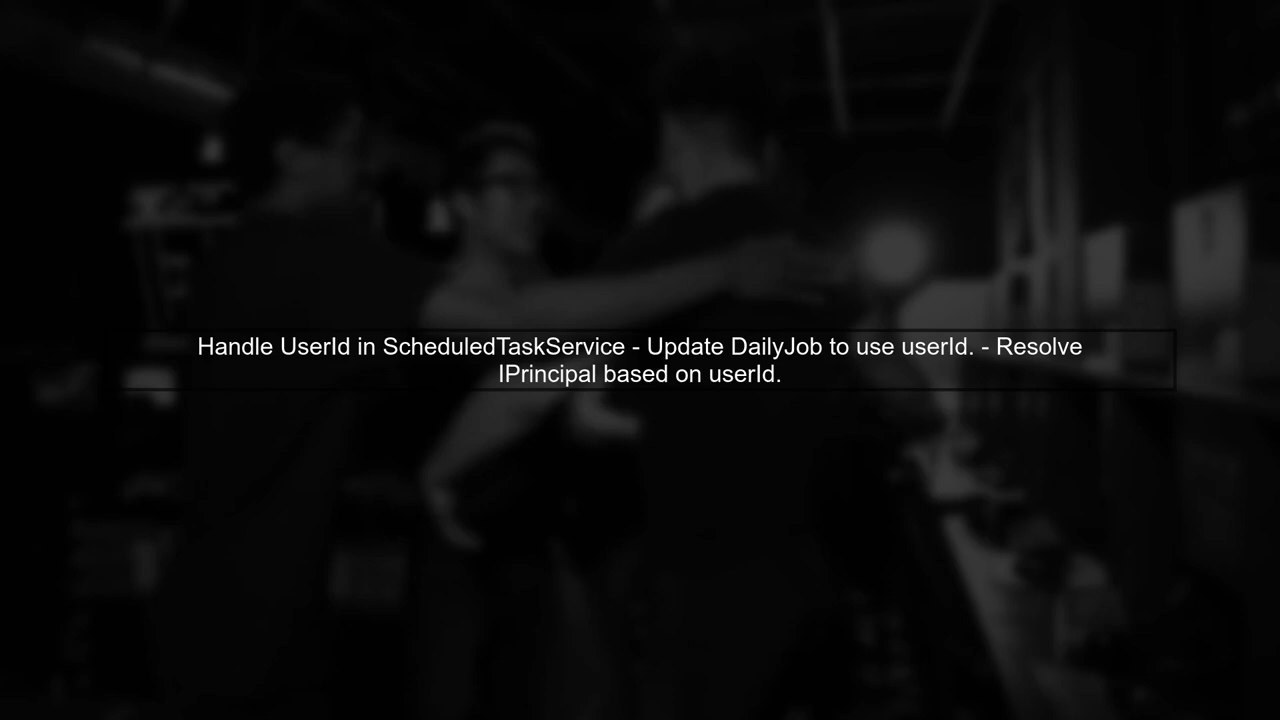 Handle UserId in ScheduledTaskService - Update DailyJob to use userId. - Resolve
IPrincipal based on userId.